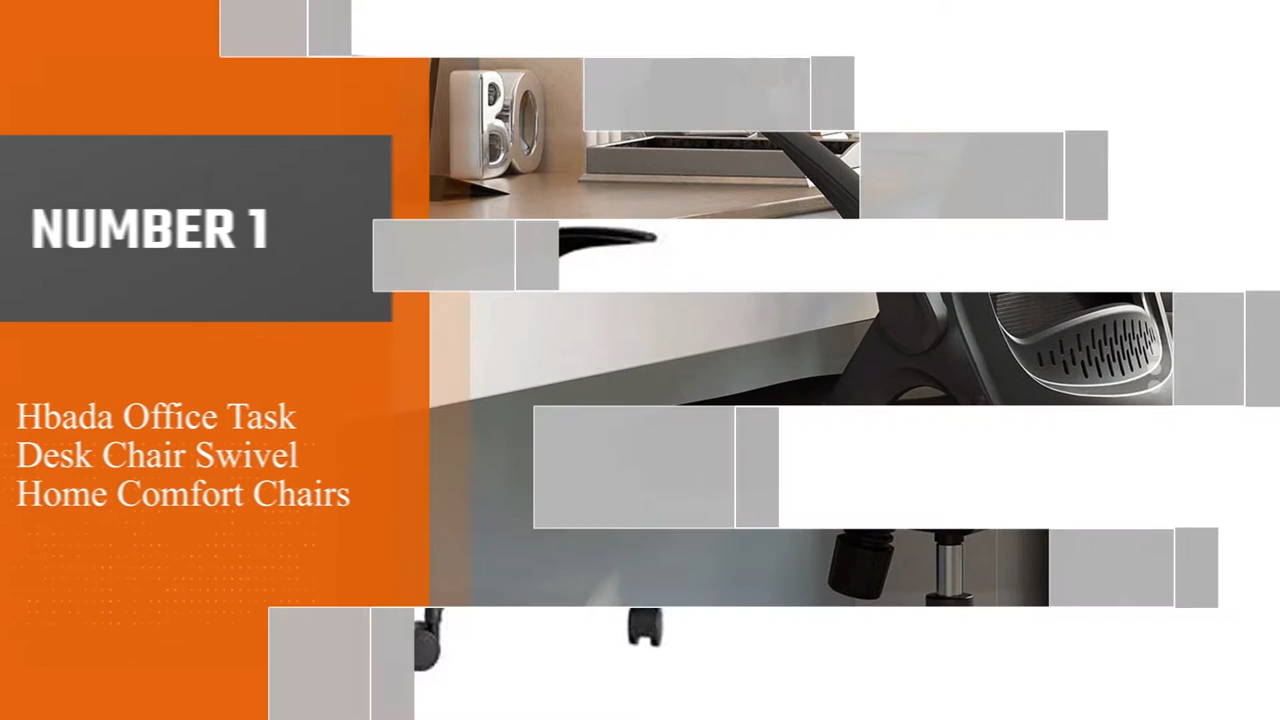 NUMBER 1
Hbada Office Task
Desk Chair Swivel
Home Comfort Chairs